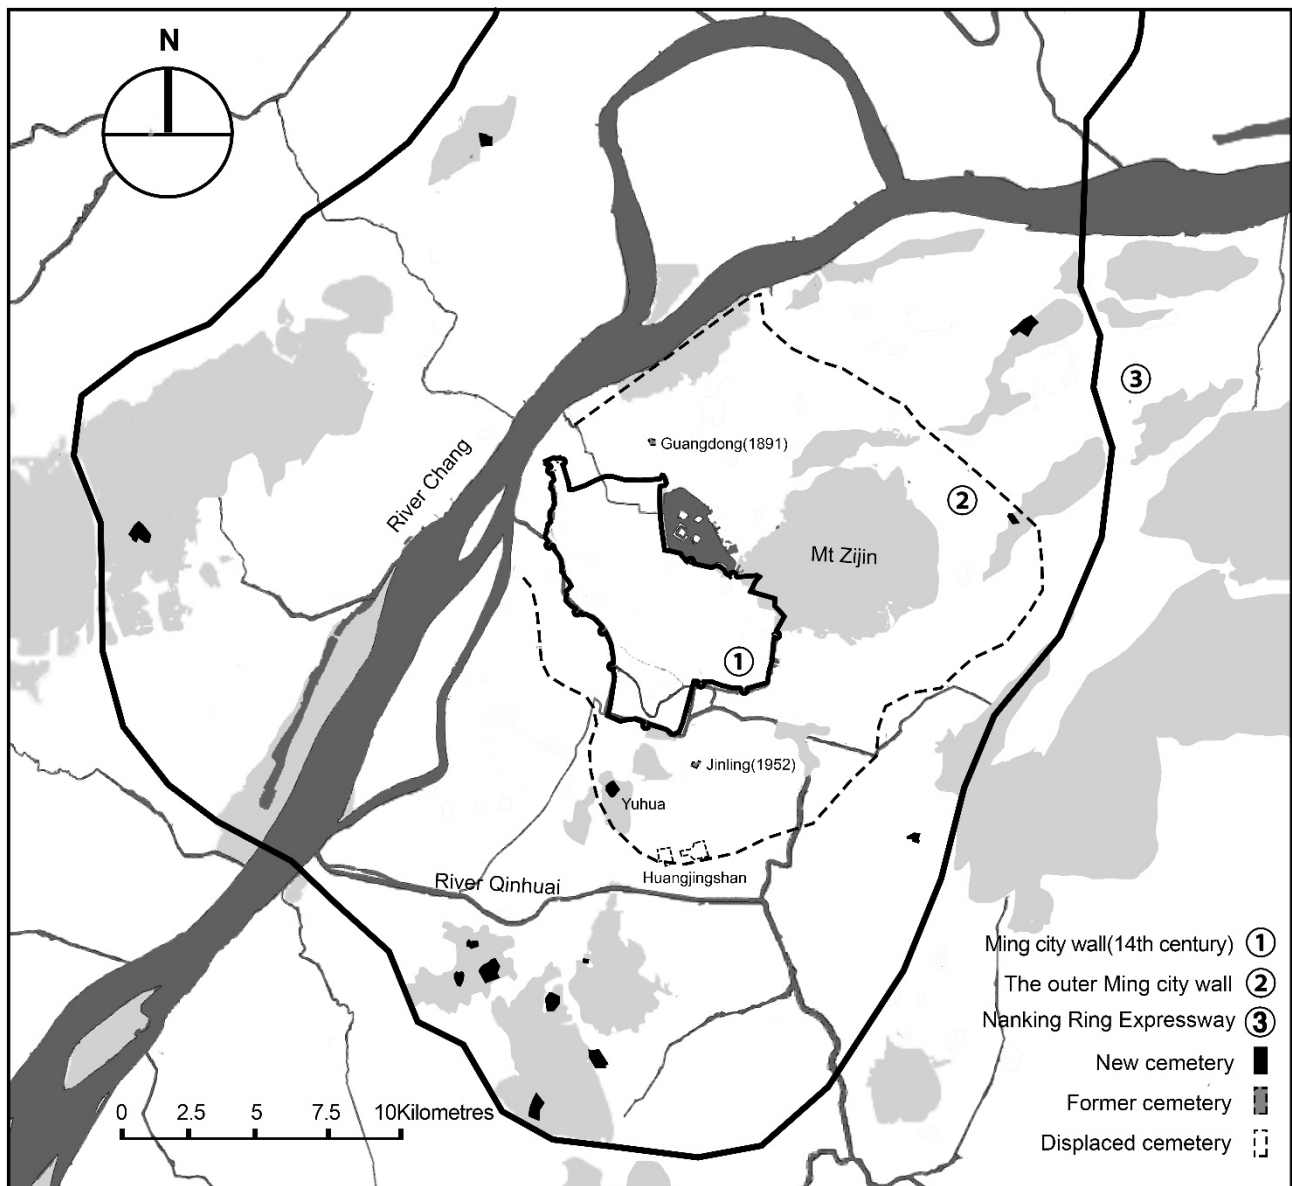 N
Guangdong(1891)
③
②
River Chang
Mt Zijin
①
Jinling(1952)
Yuhua
Huangjingshan
River Qinhuai
Ming city wall(14th century) ①
The outer Ming city wall ②
Nanking Ring Expressway ③
New cemetery
Former cemetery
Displaced cemetery
0 2.5 5 7.5 10Kilometres